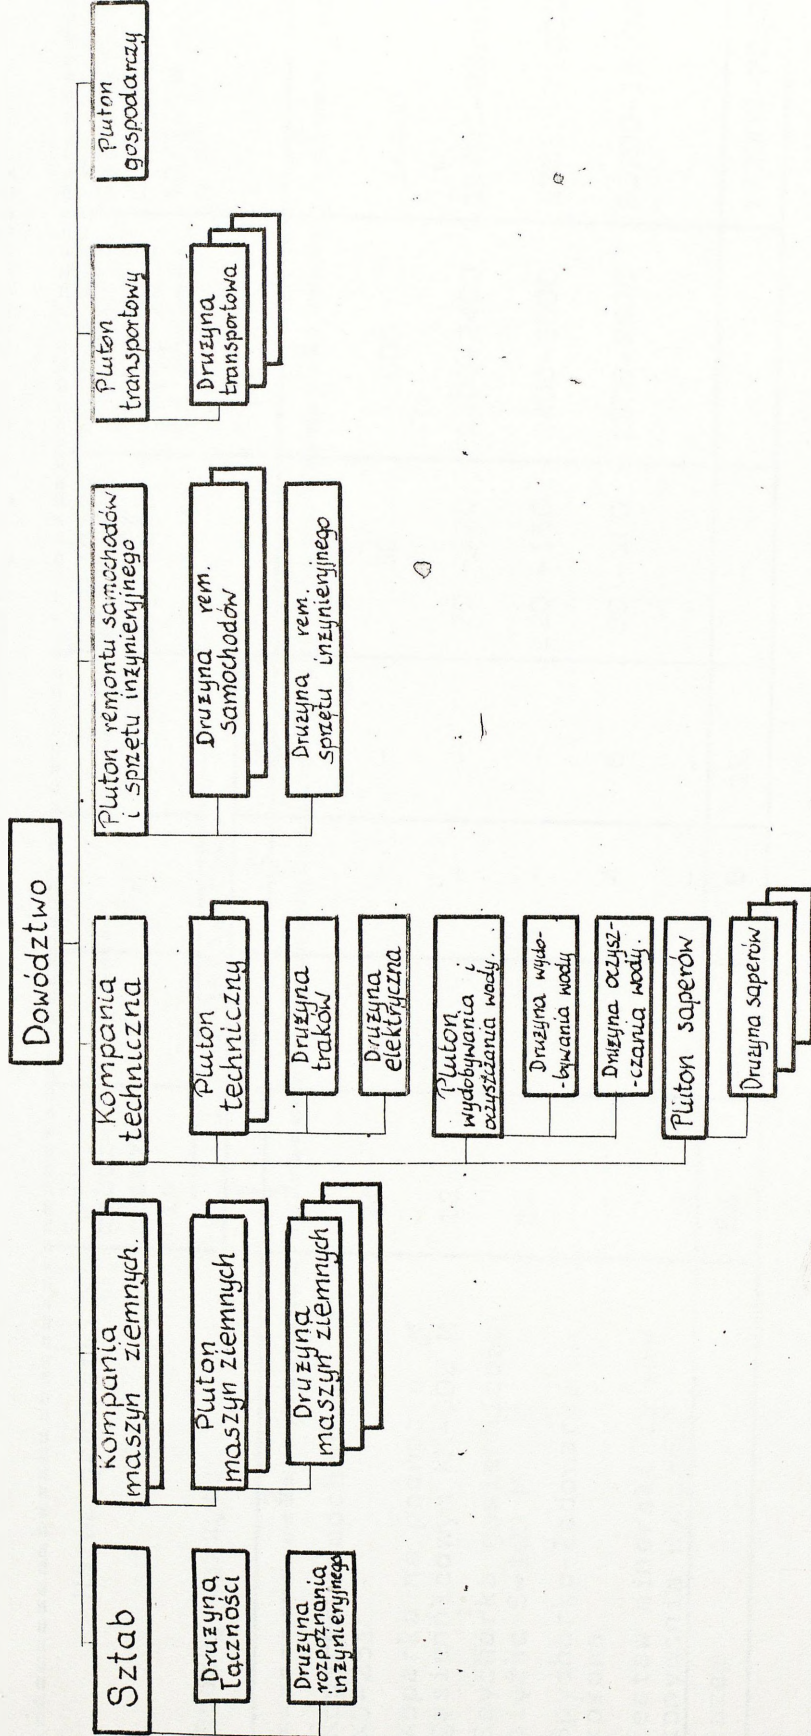 Dowództwo
Sztab
Drużyna
łączności
Drużyna
rozpoznania
inżynieryjnego
Kompania
maszyn ziemnych.
Pluton
maszyn ziemnych
Drużyna
maszyn ziemnych
Kompania
techniczna
Pluton
techniczny
Drużyna
traków
Drużyna
elektryczna
Pluton
wydobywania i
oczyszczania wody.
Drużyna wydo-
-bywania wody
Drużyna oczysz-
-czania wody.
Pluton saperów
Drużyna saperów
Pluton remontu samochodów
i sprzętu inżynieryjnego
Drużyna rem.
samochodów
Drużyna rem.
sprzętu inżynieryjnego
Pluton
transportowy
Drużyna
transportowa
Pluton
gospodarczy